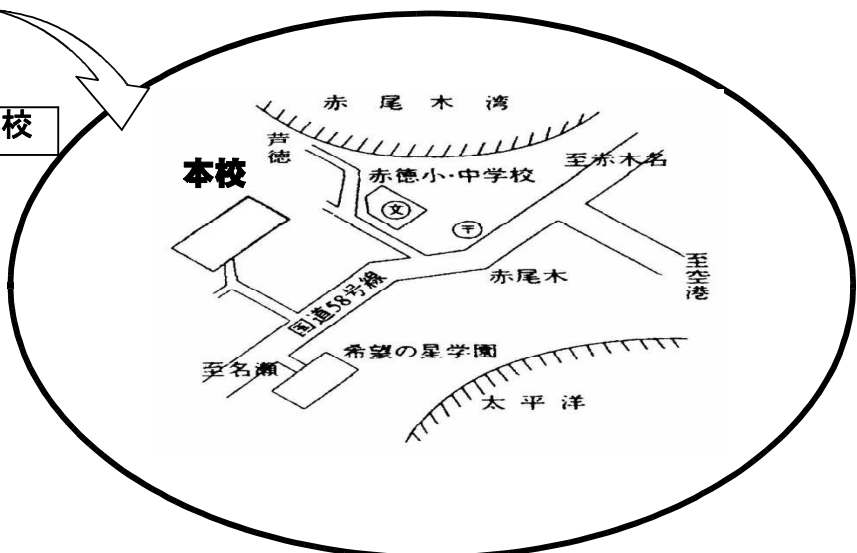 校
赤尾木湾
芦徳
本校
赤徳小・中学校
至赤木名
文
〒
赤尾木
至空港
国道58号線
希望の星学園
至名瀬
太平洋